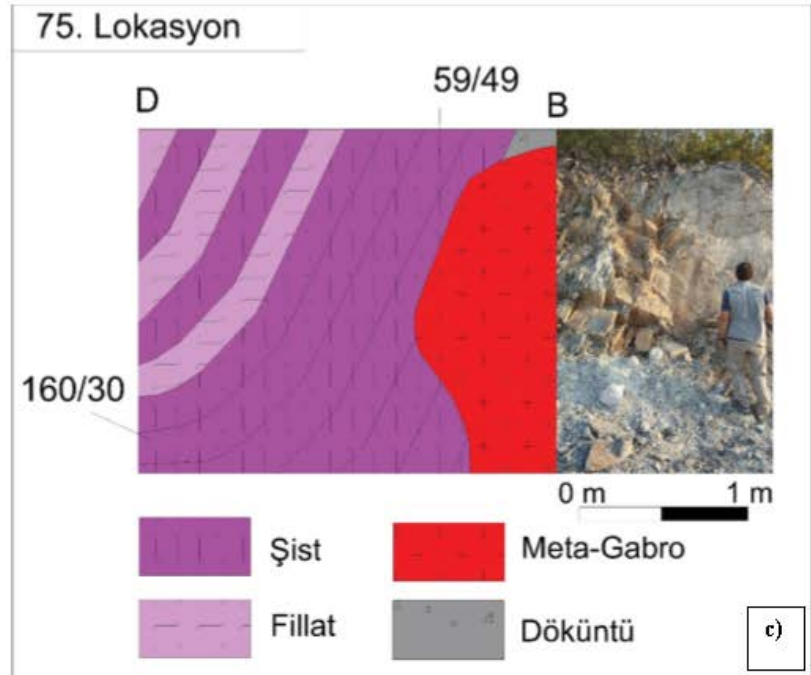 75. Lokasyon
59/49
D
B
160/30
0 m
1 m
Şist
Meta-Gabro
Fillat
Döküntü
c)